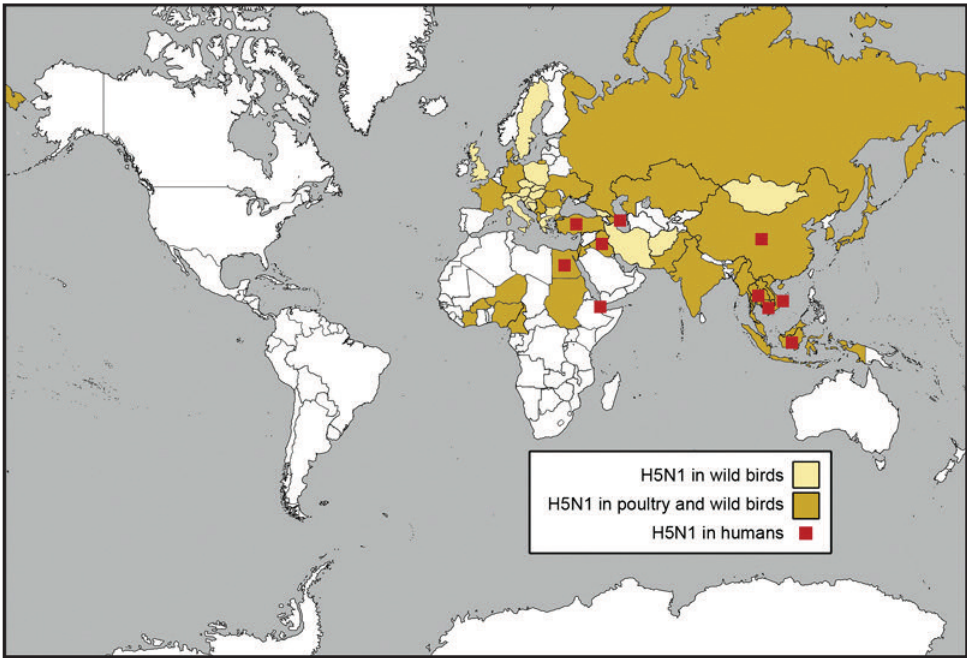 H5N1 in wild birds
H5N1 in poultry and wild birds
H5N1 in humans